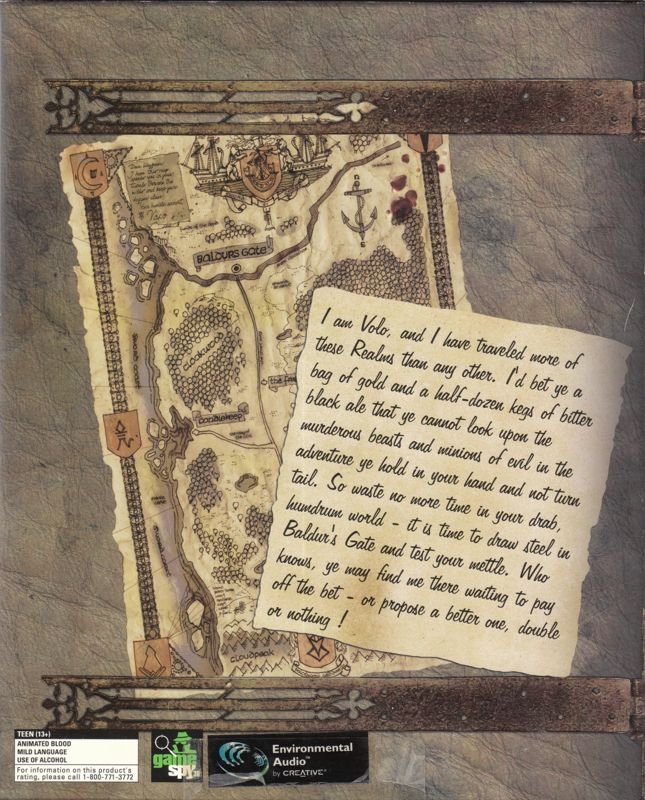 BALDURS GATE
CLOAKWOOD
Candlekeep
CLOUDPEAK
I am Volo, and I have traveled more of
these Realms than any other. I'd bet ye a
bag of gold and a half-dozen kegs of bitter
black ale that ye cannot look upon the
murderous beasts and minions of evil in the
adventure ye hold in your hand and not turn
tail. So waste no more time in your drab,
humdrum world - it is time to draw steel in
Baldur's Gate and test your mettle. Who
knows, ye may find me there waiting to pay
off the bet - or propose a better one, double
or nothing !
TEEN (13+)
ANIMATED BLOOD
MILD LANGUAGE
USE OF ALCOHOL
For information on this product's
rating, please call 1-800-771-3772
game
spy
Environmental
Audio™
by CREATIVE®